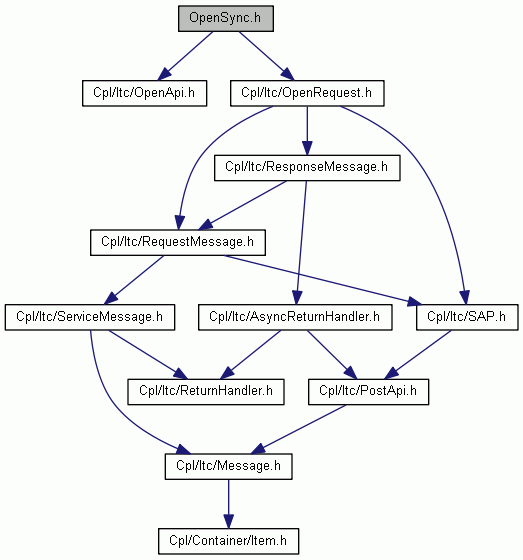 OpenSync.h
Cpl/Itc/OpenApi.h
Cpl/Itc/OpenRequest.h
Cpl/Itc/ResponseMessage.h
Cpl/Itc/RequestMessage.h
Cpl/Itc/ServiceMessage.h
Cpl/Itc/AsyncReturnHandler.h
Cpl/Itc/SAP.h
Cpl/Itc/ReturnHandler.h
Cpl/Itc/PostApi.h
Cpl/Itc/Message.h
Cpl/Container/Item.h